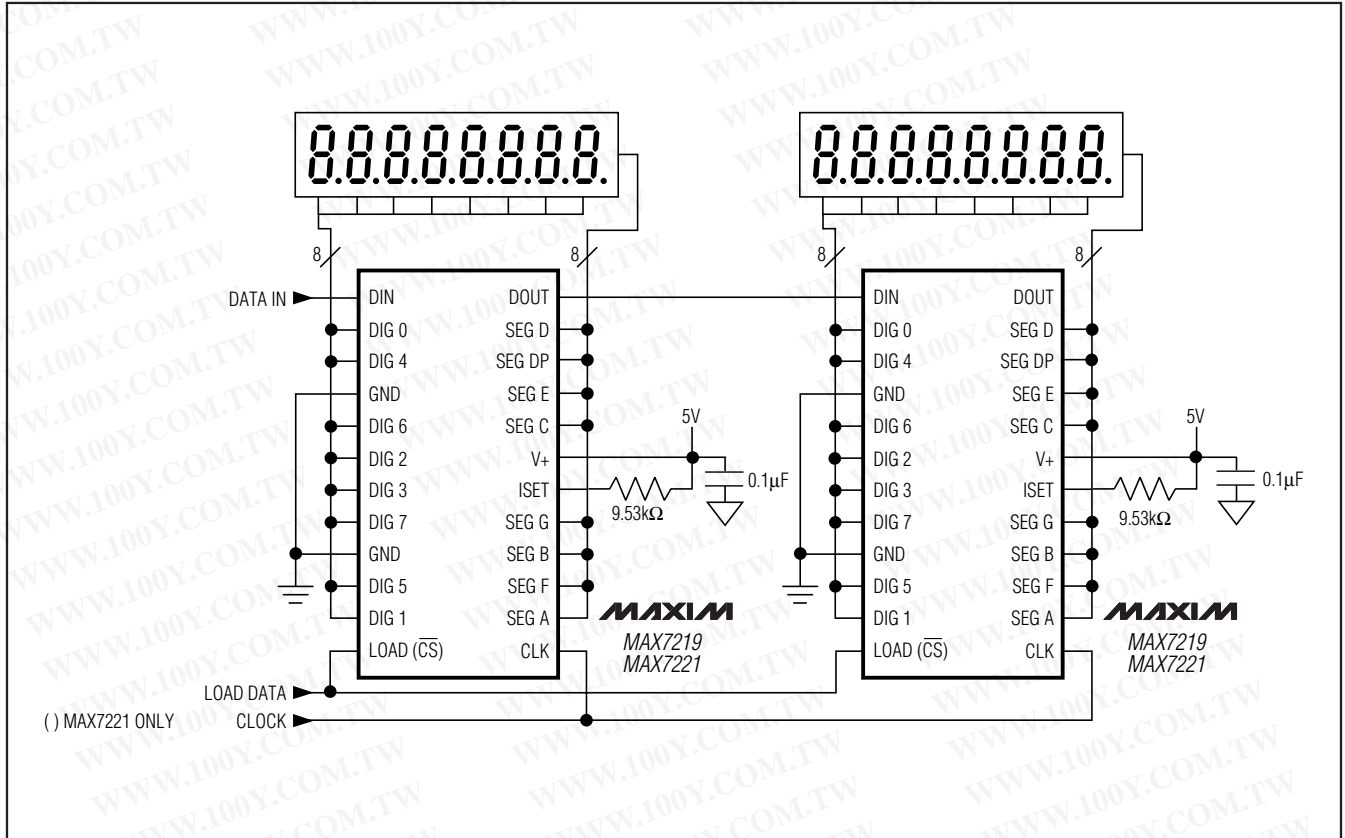 8.8.8.8.8.8.8.8.
8.8.8.8.8.8.8.8.
8
8
8
8
DATA IN
DIN
DOUT
DIG 0
SEG D
DIG 4
SEG DP
GND
SEG E
DIG 6
SEG C
DIG 2
V+
DIG 3
ISET
DIG 7
SEG G
GND
SEG B
DIG 5
SEG F
DIG 1
SEG A
LOAD (CS)
CLK
5V
0.1µF
9.53kΩ
MAXIM
MAX7219
MAX7221
DIN
DOUT
DIG 0
SEG D
DIG 4
SEG DP
GND
SEG E
DIG 6
SEG C
DIG 2
V+
DIG 3
ISET
DIG 7
SEG G
GND
SEG B
DIG 5
SEG F
DIG 1
SEG A
LOAD (CS)
CLK
5V
0.1µF
9.53kΩ
MAXIM
MAX7219
MAX7221
LOAD DATA
( ) MAX7221 ONLY
CLOCK
WWW.100Y.COM.TW